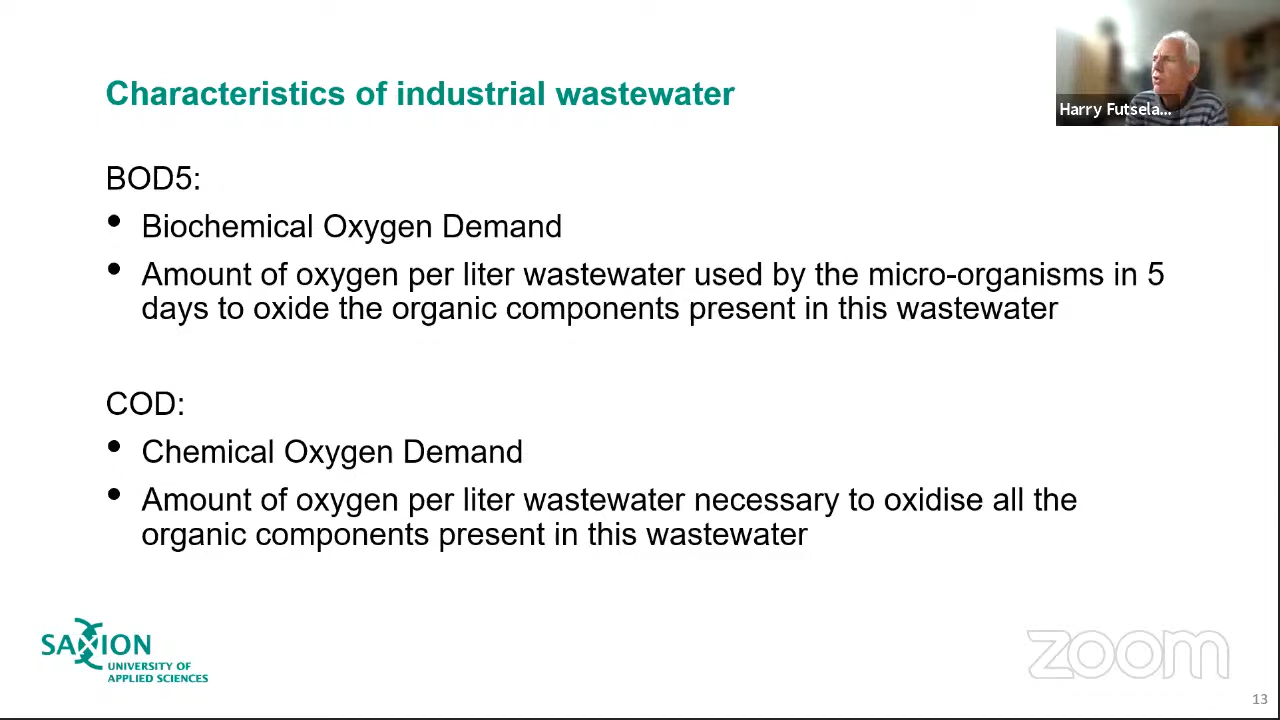 Characteristics of industrial wastewater
Harry Futsela...
BOD5:
• Biochemical Oxygen Demand
• Amount of oxygen per liter wastewater used by the micro-organisms in 5
days to oxide the organic components present in this wastewater
COD:
• Chemical Oxygen Demand
• Amount of oxygen per liter wastewater necessary to oxidise all the
organic components present in this wastewater
SAXION
UNIVERSITY OF
APPLIED SCIENCES
zoom
13